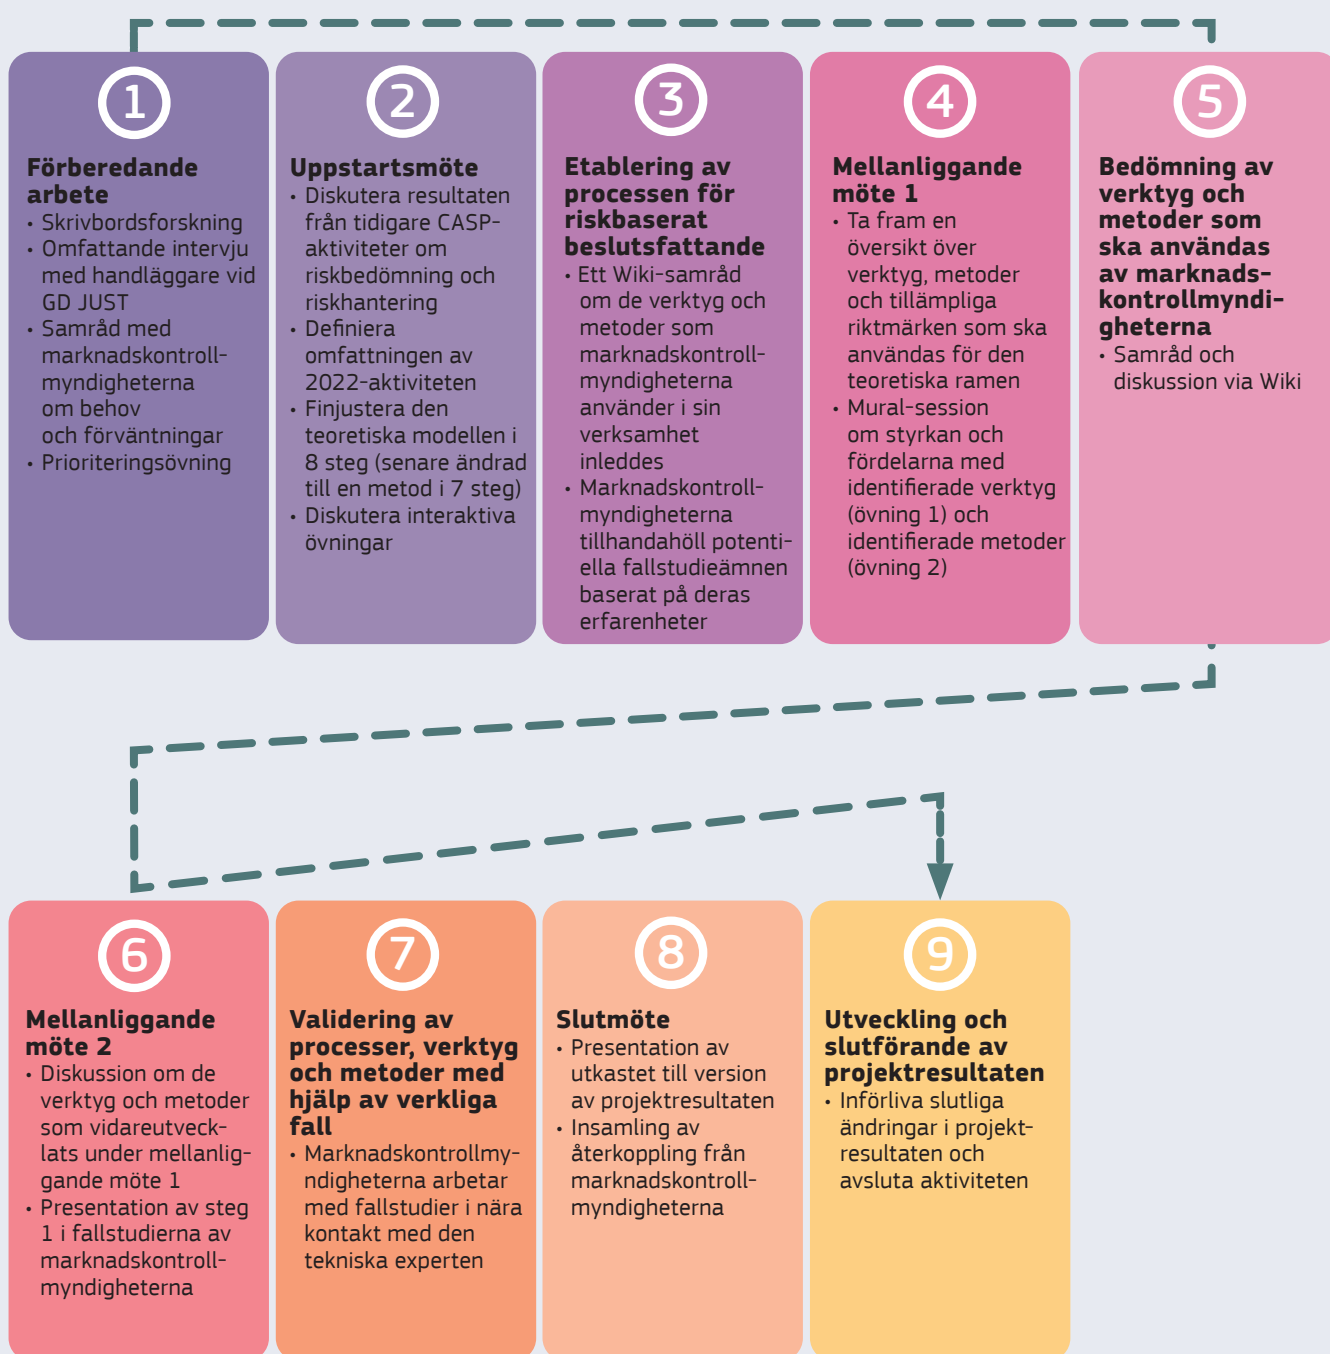 1
Förberedande
arbete
• Skrivbordsforskning
• Omfattande intervju
med handläggare vid
GD JUST
• Samråd med
marknadskontroll-
myndigheterna
om behov
och förväntningar
• Prioriteringsövning
2
Uppstartsmöte
• Diskutera resultaten
från tidigare CASP-
aktiviteter om
riskbedömning och
riskhantering
• Definiera
omfattningen av
2022-aktiviteten
• Finjustera den
teoretiska modellen i
8 steg (senare ändrad
till en metod i 7 steg)
• Diskutera interaktiva
övningar
3
Etablering av
processen för
riskbaserat
beslutsfattande
• Ett Wiki-samråd
om de verktyg och
metoder som
marknadskontroll-
myndigheterna
använder i sin
verksamhet
inleddes
• Marknadskontroll-
myndigheterna
tillhandahöll potenti-
ella fallstudieämnen
baserat på deras
erfarenheter
4
Mellanliggande
möte 1
• Ta fram en
översikt över
verktyg, metoder
och tillämpliga
riktmärken som ska
användas för den
teoretiska ramen
• Mural-session
om styrkan och
fördelarna med
identifierade verktyg
(övning 1) och
identifierade metoder
(övning 2)
5
Bedömning av
verktyg och
metoder som
ska användas
av marknads-
kontrollmyndi-
gheterna
• Samråd och
diskussion via Wiki
6
Mellanliggande
möte 2
• Diskussion om de
verktyg och metoder
som vidareutveck-
lats under mellanlig-
gande möte 1
• Presentation av steg
1 i fallstudierna av
marknadskontroll-
myndigheterna
7
Validering av
processer, verktyg
och metoder med
hjälp av verkliga
fall
• Marknadskontrollmy-
ndigheterna arbetar
med fallstudier i nära
kontakt med den
tekniska experten
8
Slutmöte
• Presentation av
utkastet till version
av projektresultaten
• Insamling av
återkoppling från
marknadskontroll-
myndigheterna
9
Utveckling och
slutförande av
projektresultaten
• Införliva slutliga
ändringar i projekt-
resultaten och
avsluta aktiviteten